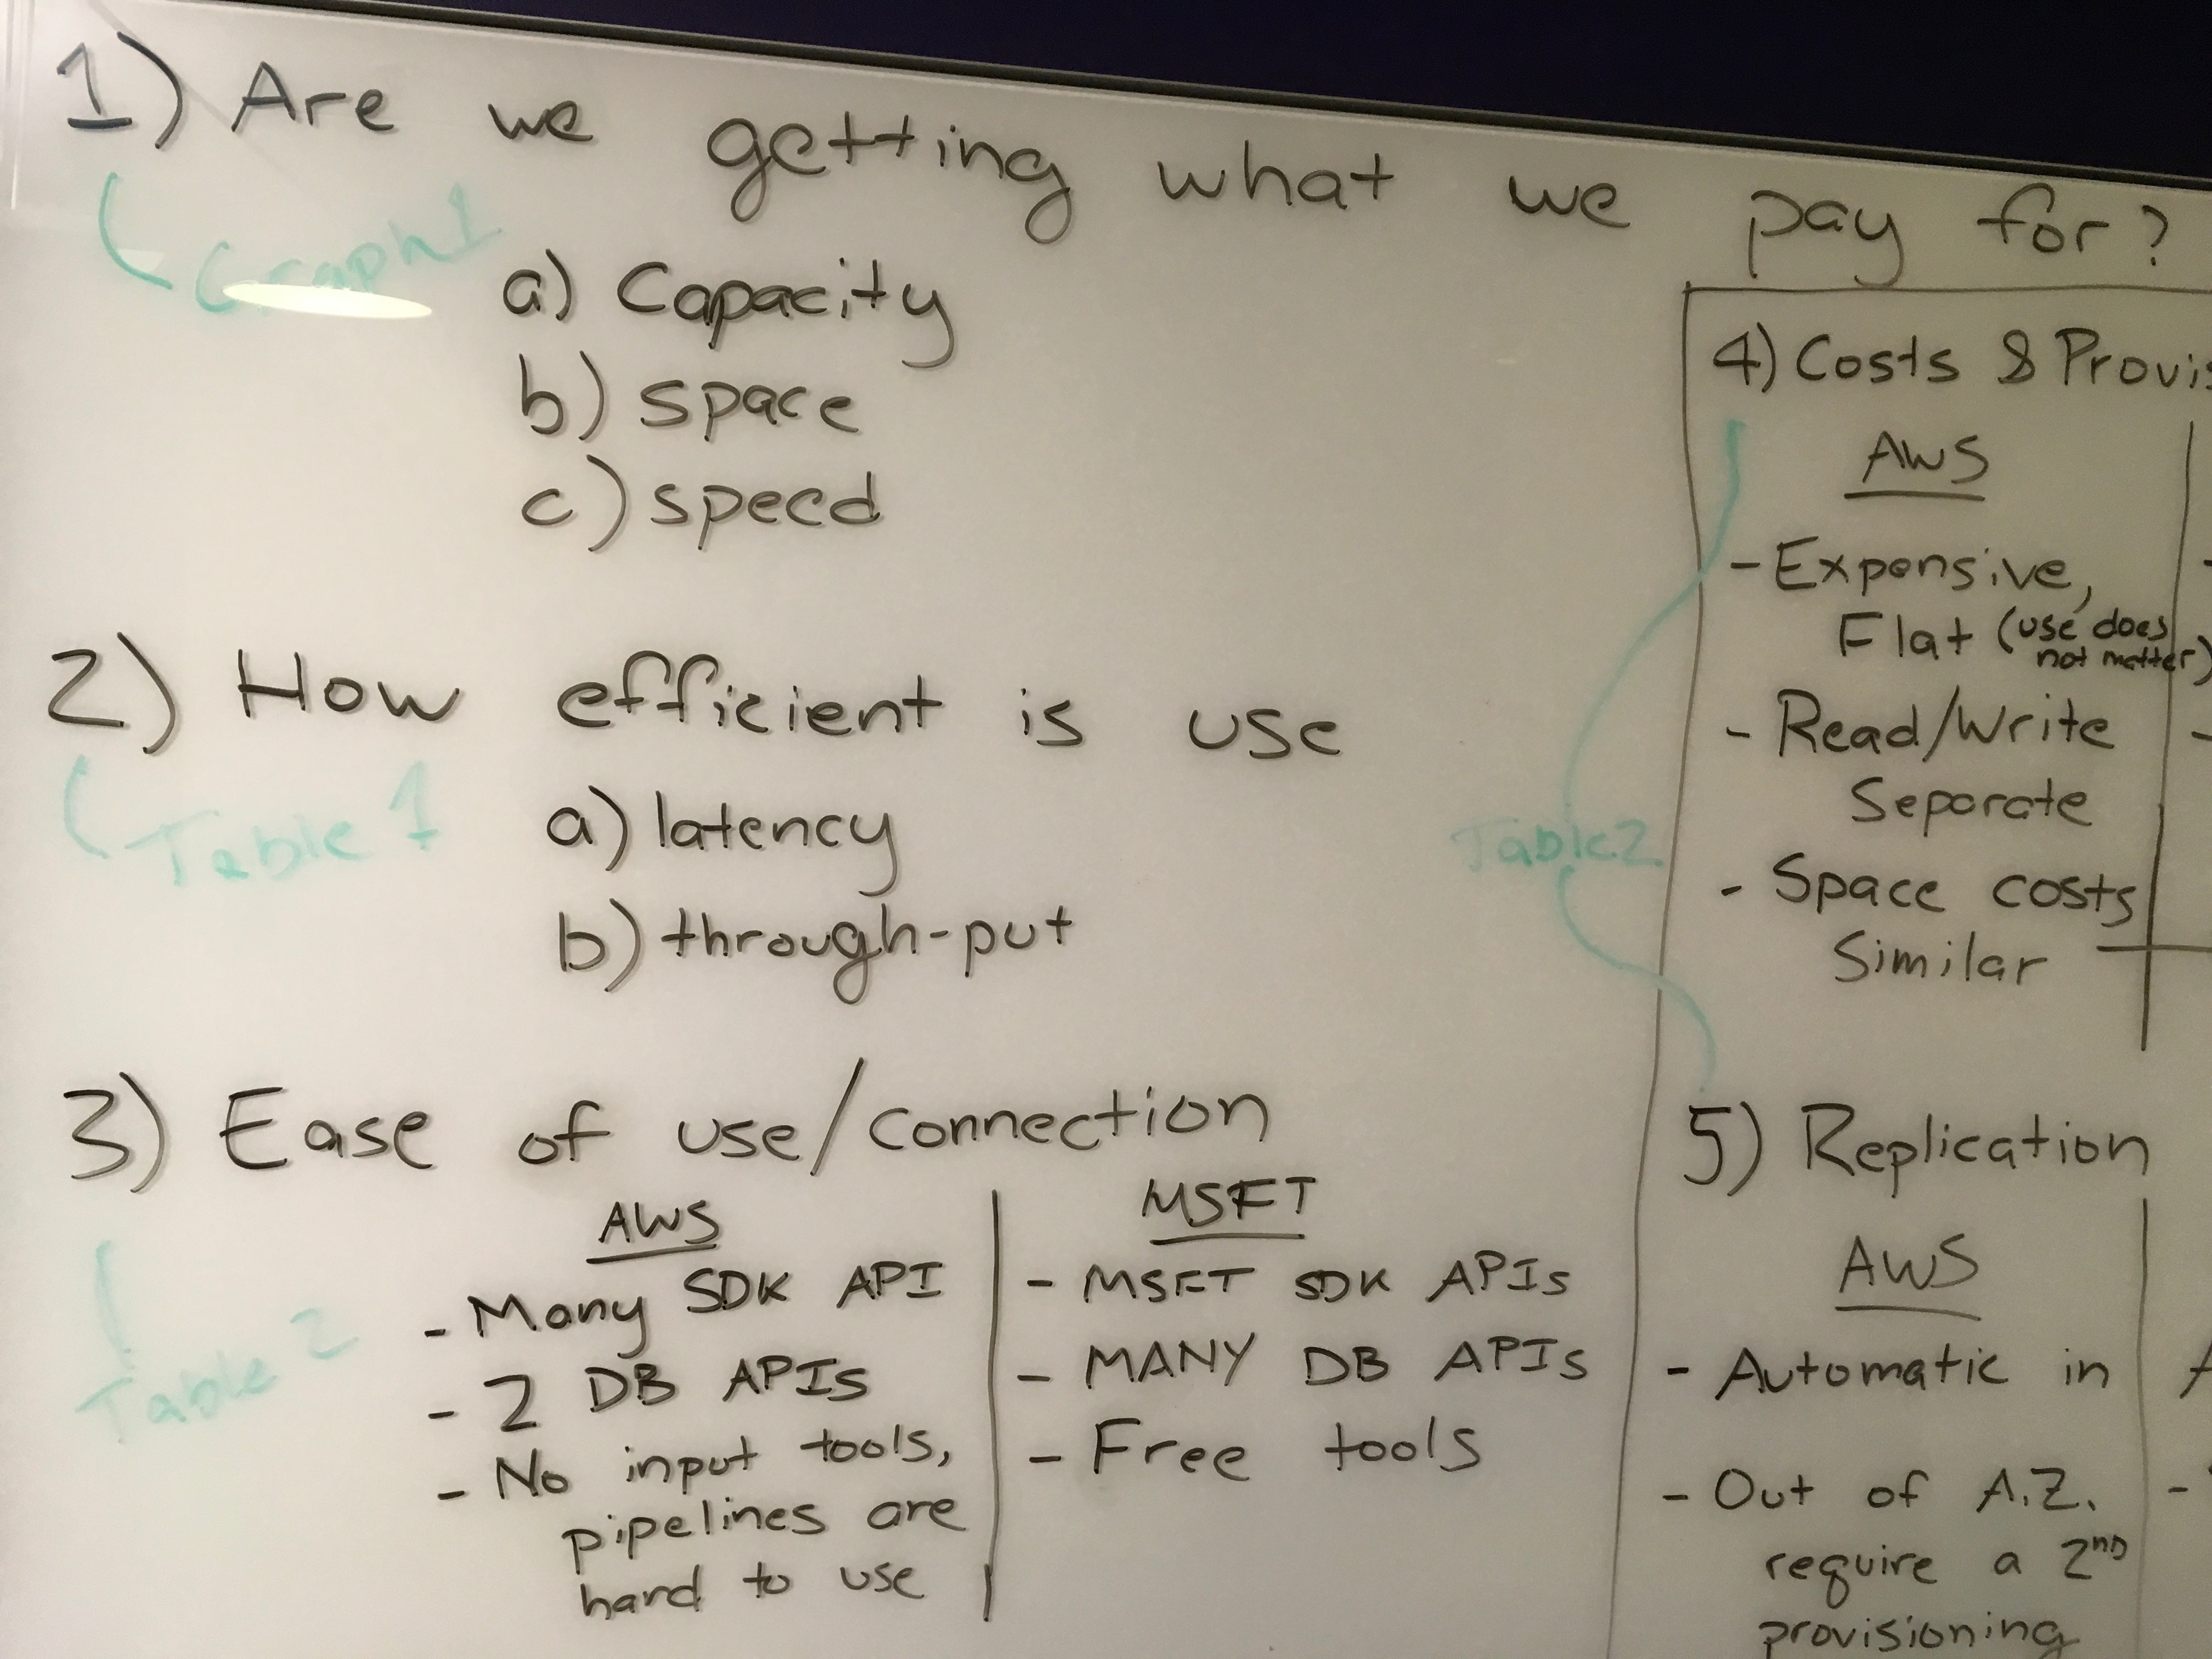 1) Are we getting what we pay for?
Graph1
a) Capacity
b) space
c) speed
2) How efficient is use
Table 1
a) latency
b) through-put
3) Ease of use/connection
Table 2
AWS
- Many SDK API
- 2 DB APIs
- No input tools,
pipelines are
hard to use
MSFT
- MSFT SDK APIs
- MANY DB APIs
- Free tools
Table2
4) Costs & Provis
AWS
- Expensive,
Flat (use does
not matter)
- Read/Write
Separate
- Space costs
Similar
5) Replication
AWS
- Automatic in
- Out of A.Z.
require a 2nd
provisioning